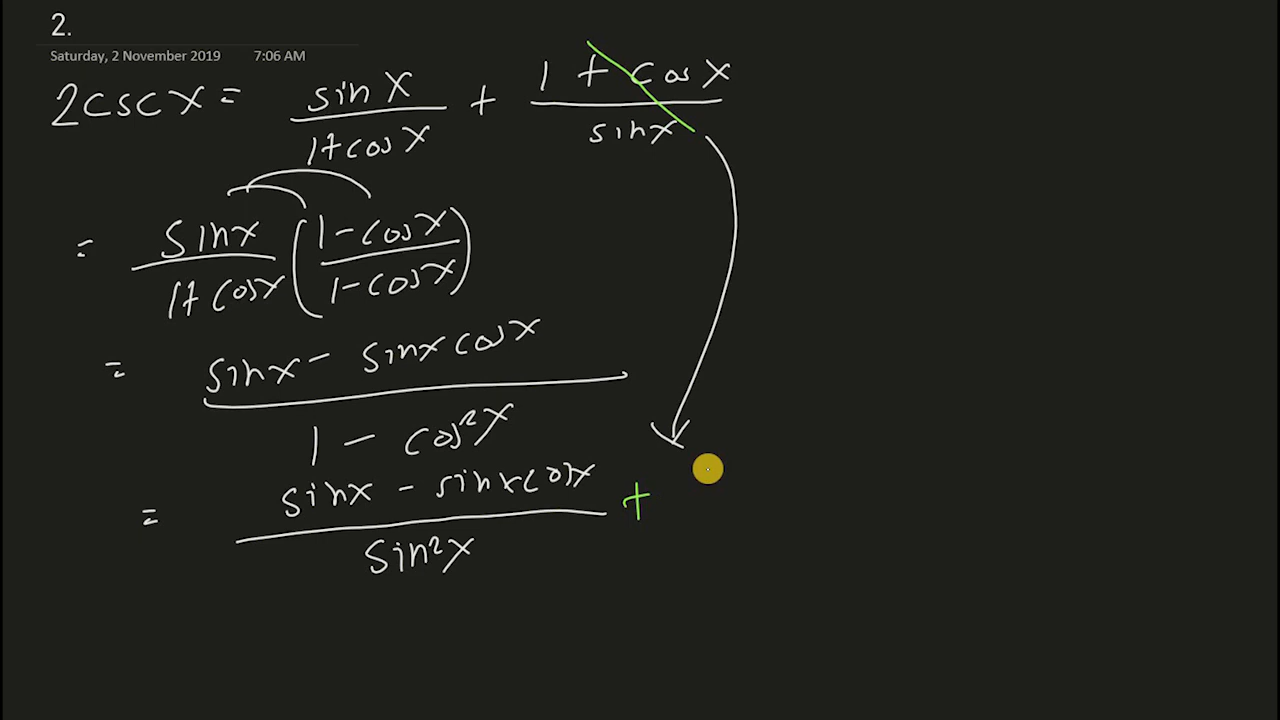 2.
Saturday, 2 November 2019 7:06 AM
2cscx = sinx/1+cosx + 1+cosx/sinx
= sinx/1+cosx (1-cosx/1-cosx)
= sinx - sinxcosx/1 - cos²x
= sinx - sinxcosx/sin²x +